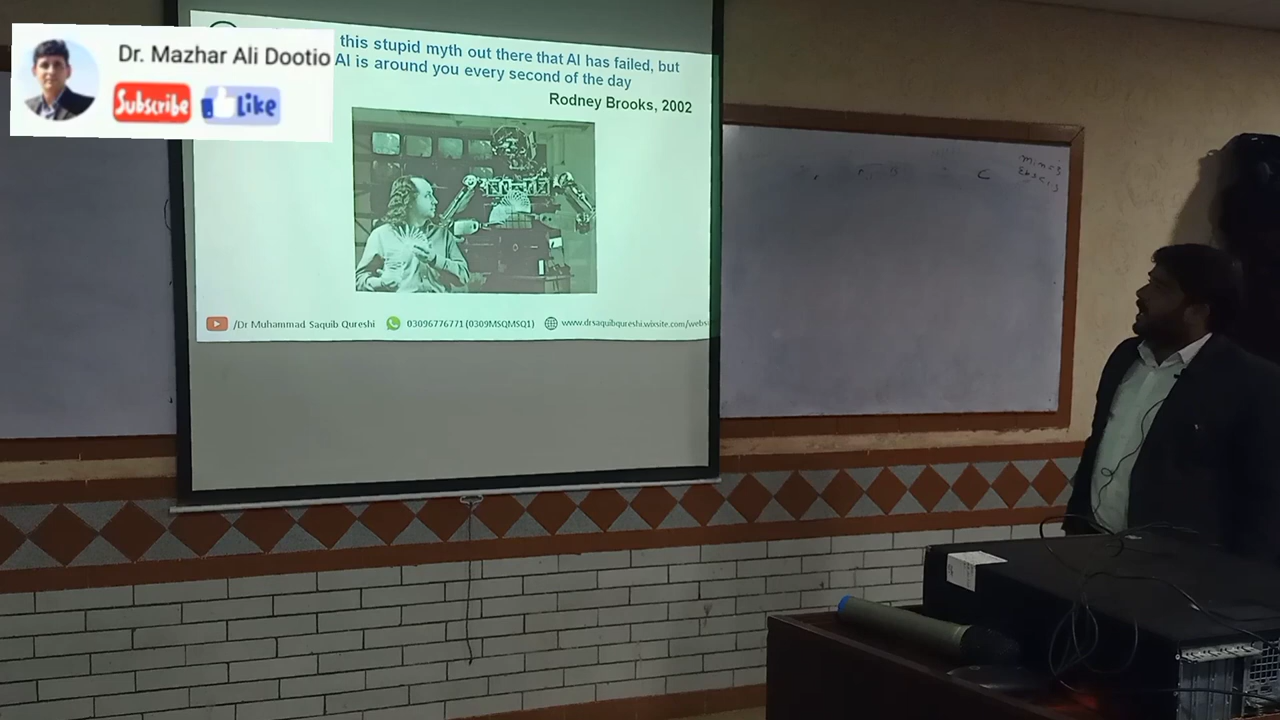 Dr. Mazhar Ali Dootio
Subscribe
Like
this stupid myth out there that AI has failed, but
AI is around you every second of the day
Rodney Brooks, 2002
/Dr Muhammad Saquib Qureshi
03096776771 (0309MSQMSQ1)
www.drsaquibqureshi.wixsite.com/webs
C